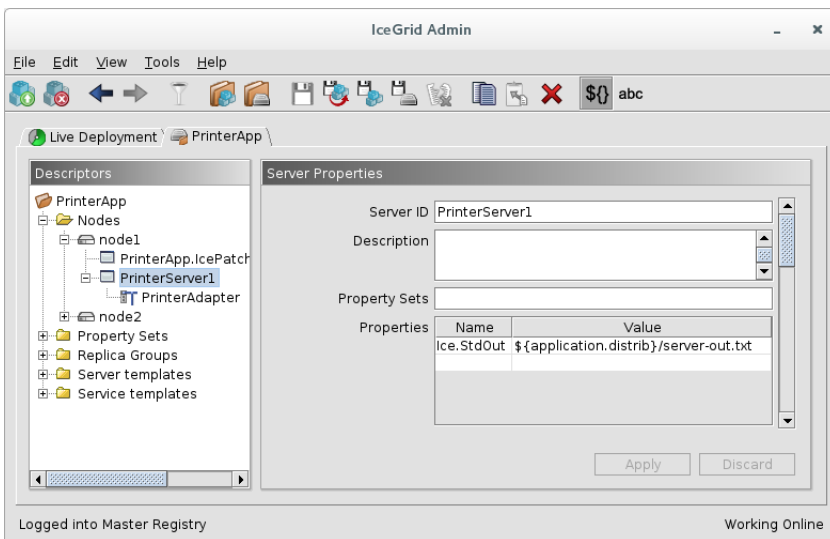 IceGrid Admin
File Edit View Tools Help
${} abc
Live Deployment PrinterApp
Descriptors
PrinterApp
Nodes
node1
PrinterApp.IcePatch
PrinterServer1
PrinterAdapter
node2
Property Sets
Replica Groups
Server templates
Service templates
Server Properties
Server ID PrinterServer1
Description
Property Sets
Properties Name Value
Ice.StdOut ${application.distrib}/server-out.txt
Apply Discard
Logged into Master Registry Working Online